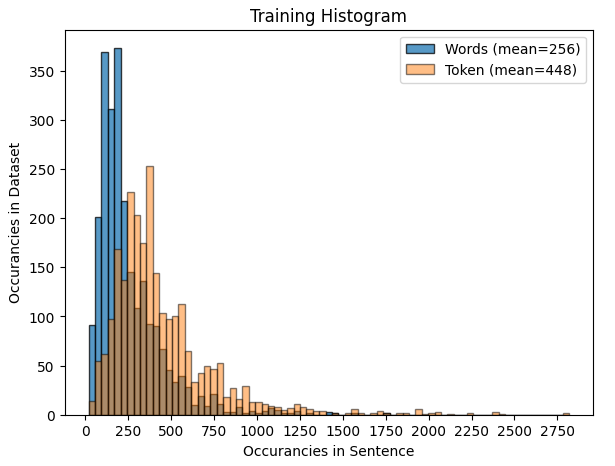 Training Histogram
Words (mean=256)
Token (mean=448)
Occurancies in Dataset
350
300
250
200
150
100
50
0
0 250 500 750 1000 1250 1500 1750 2000 2250 2500 2750
Occurancies in Sentence